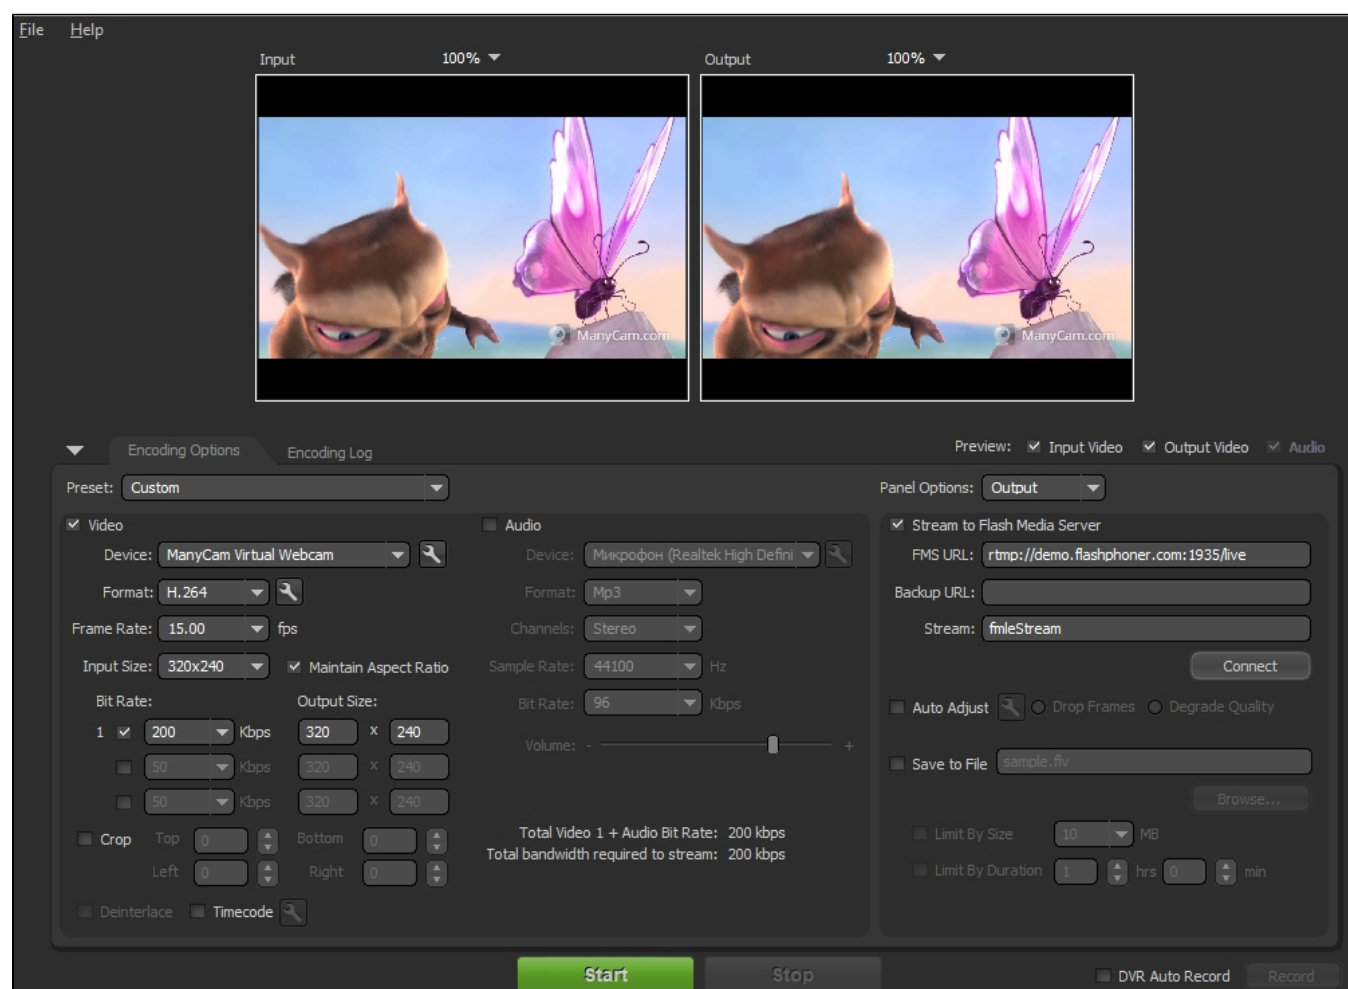 File Help
Input 100% Output 100%
ManyCam.com ManyCam.com
Encoding Options Encoding Log Preview: Input Video Output Video Audio
Preset: Custom Panel Options: Output
Video Audio Stream to Flash Media Server
Device: ManyCam Virtual Webcam Device: Микрофон (Realtek High Defini FMS URL: rtmp://demo.flashphoner.com:1935/live
Format: H.264 Format: Mp3 Backup URL:
Frame Rate: 15.00 fps Channels: Stereo Stream: fmleStream
Input Size: 320x240 Maintain Aspect Ratio Sample Rate: 44100 Hz Connect
Bit Rate: Output Size: Bit Rate: 96 Kbps Auto Adjust Drop Frames Degrade Quality
1 200 Kbps 320 x 240 Volume: - +
50 Kbps 320 x 240 Save to File sample.flv
50 Kbps 320 x 240 Browse...
Crop Top 0 Bottom 0 Total Video 1 + Audio Bit Rate: 200 kbps Limit By Size 10 MB
Left 0 Right 0 Total bandwidth required to stream: 200 kbps Limit By Duration 1 hrs 0 min
Deinterlace Timecode
Start Stop DVR Auto Record Record